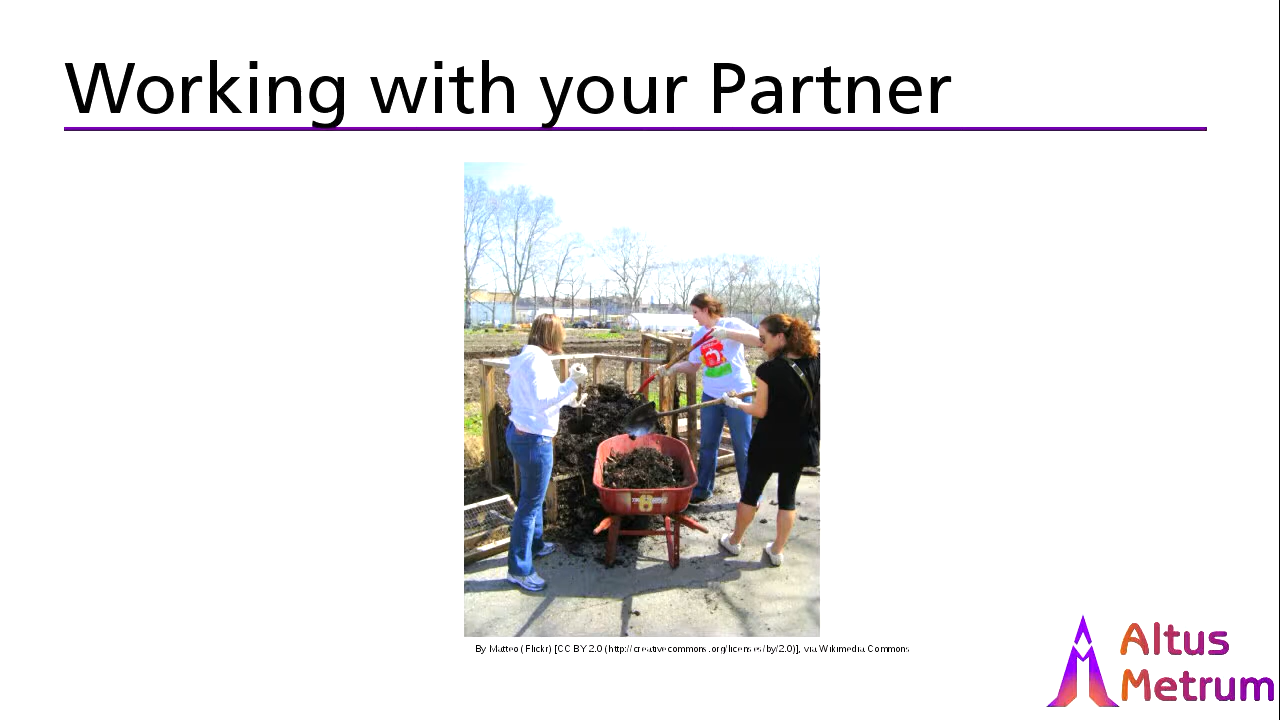 Working with your Partner
By (Flickr) [CC BY 2.0 (http://creativecommons.org/licenses/by/2.0)], via Wikimedia Commons
Altus
Metrum